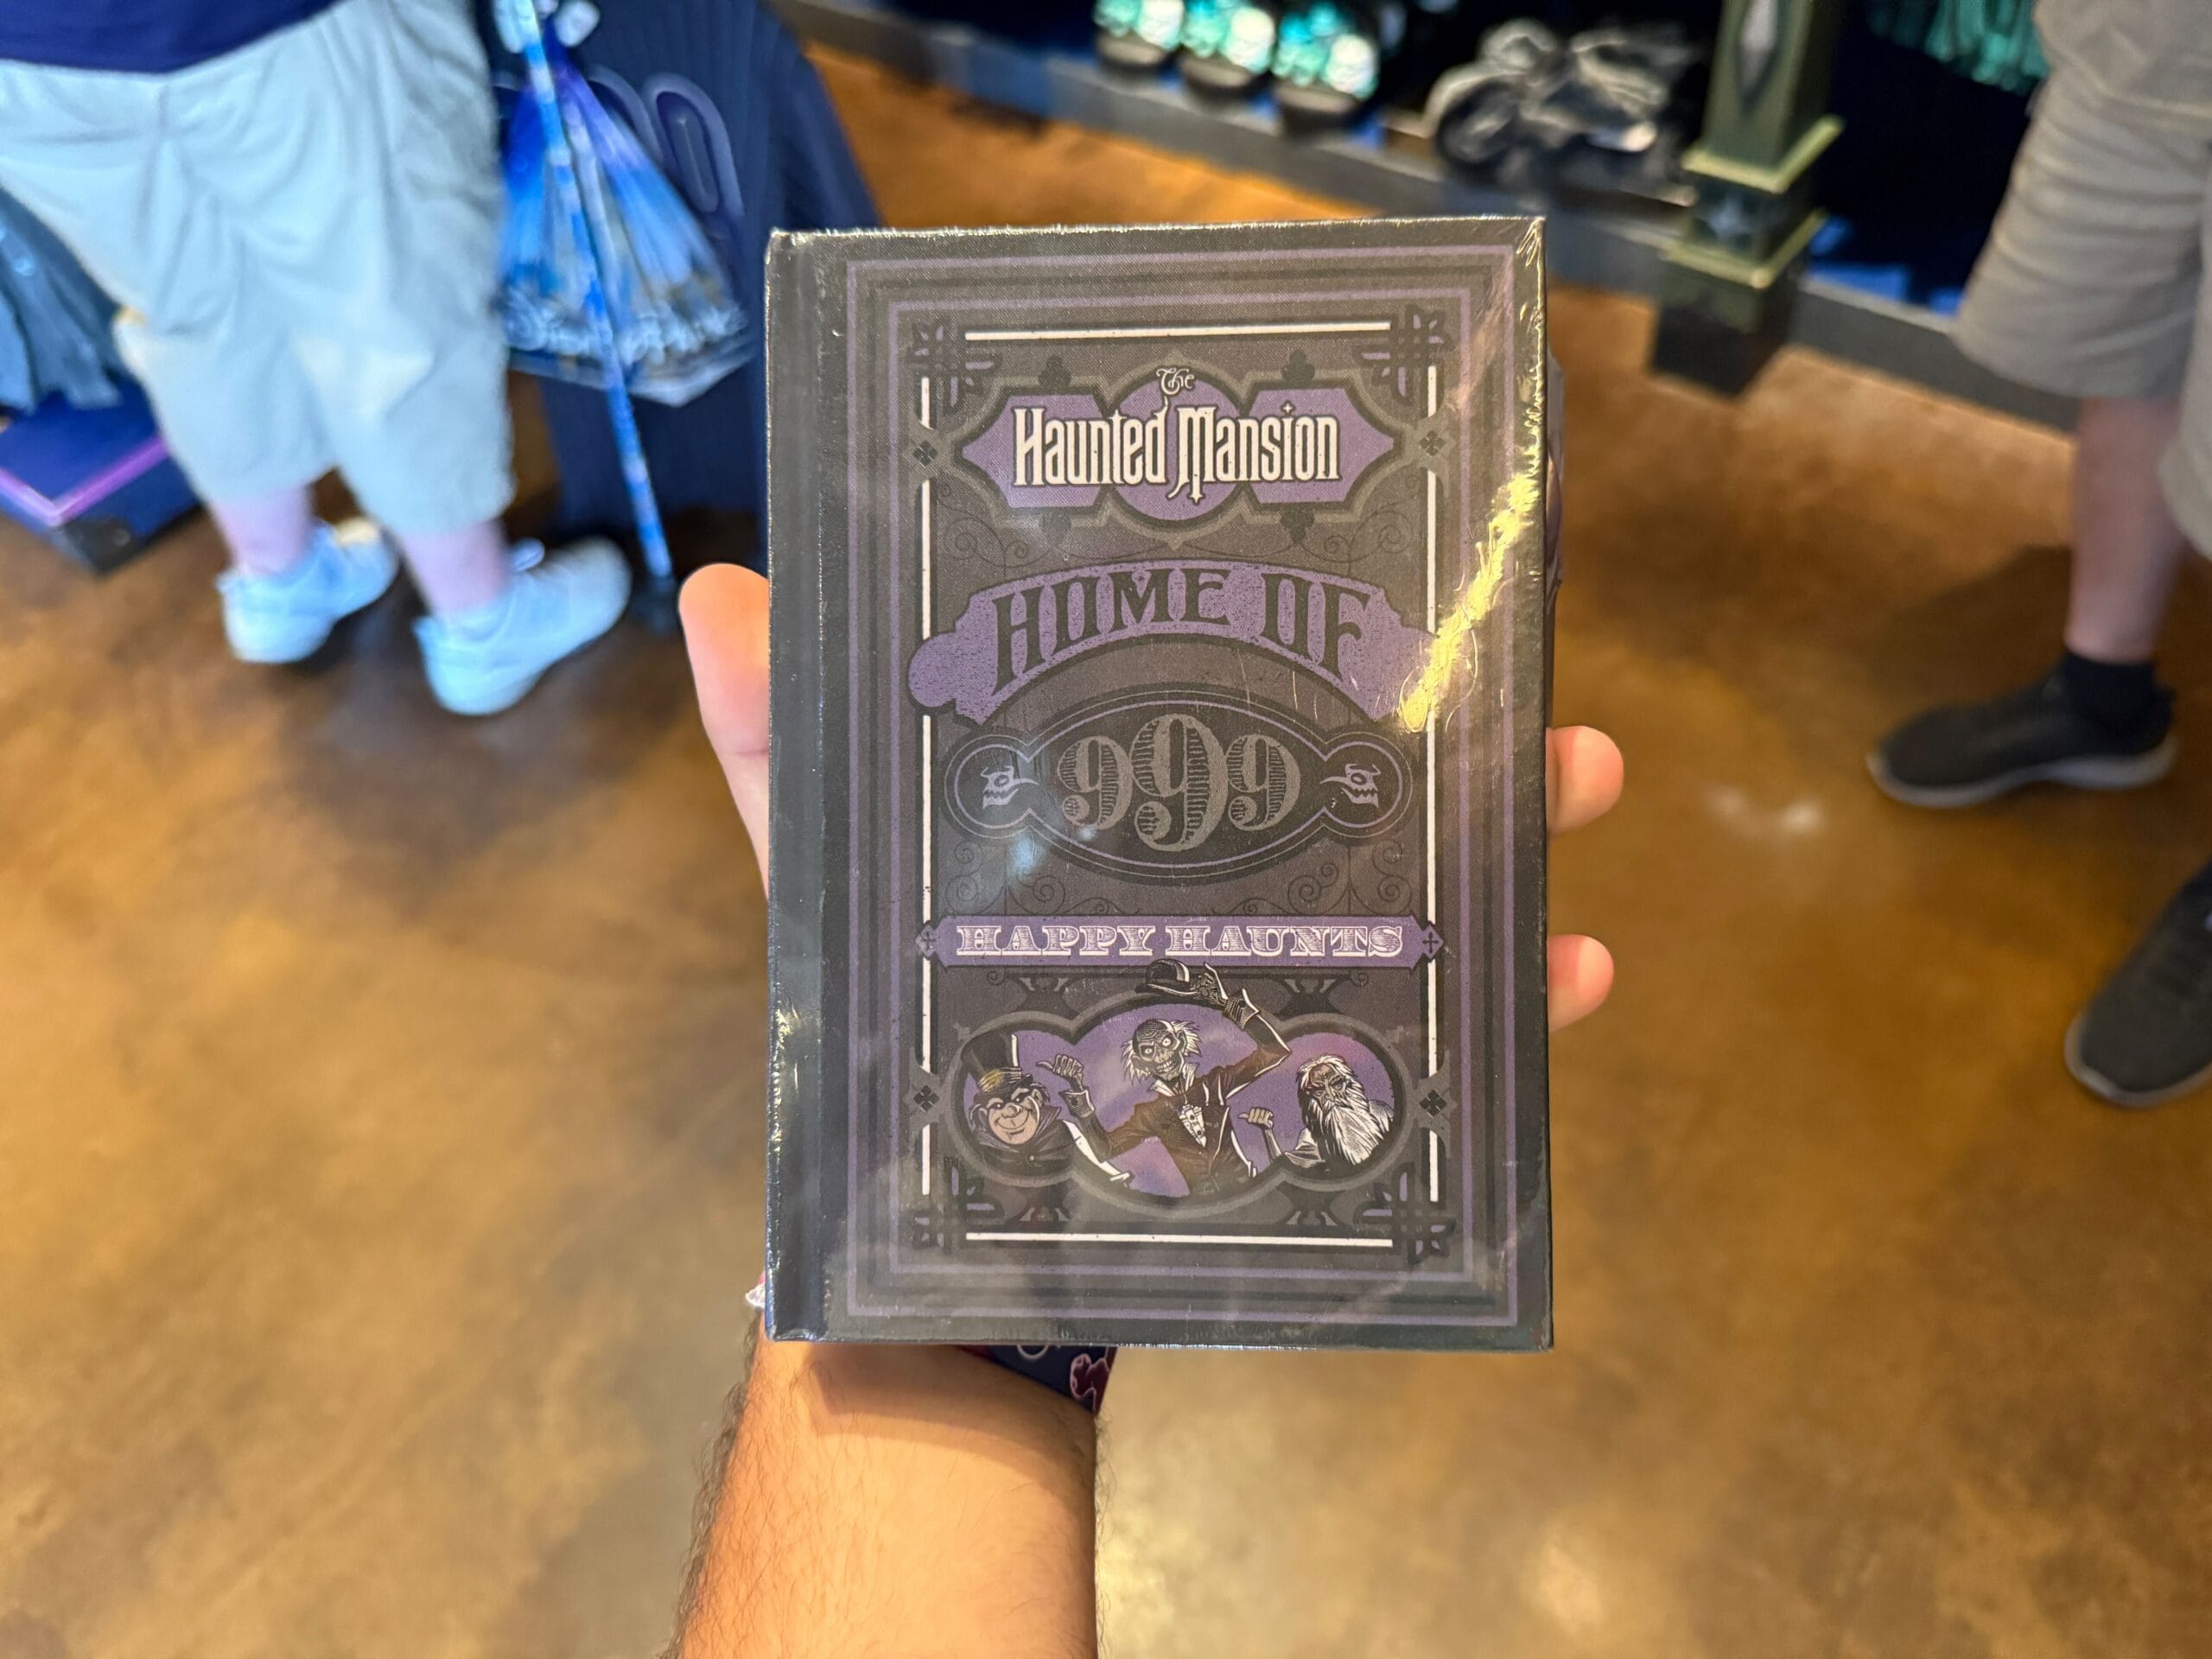 The
Haunted Mansion
HOME OF
999
HAPPY HAUNTS